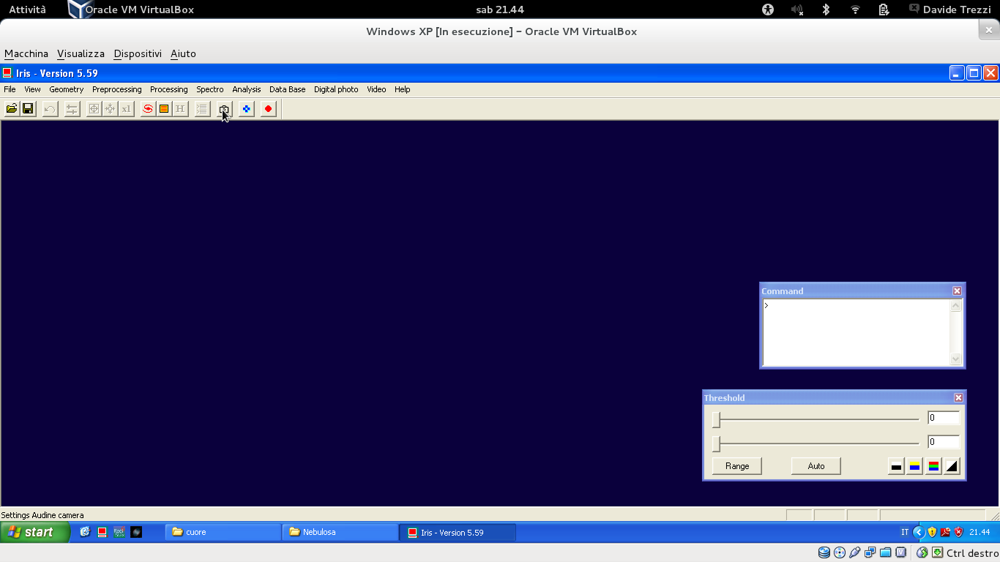 Attività Oracle VM VirtualBox sab 21.44 Davide Trezzi
Windows XP [In esecuzione] - Oracle VM VirtualBox
Macchina Visualizza Dispositivi Aiuto
Iris - Version 5.59
File View Geometry Preprocessing Processing Spectro Analysis Data Base Digital photo Video Help
x1 H
Command
>
Threshold
0
0
Range Auto
Settings Audine camera
start cuore Nebulosa Iris - Version 5.59 IT 21.44
Ctrl destro